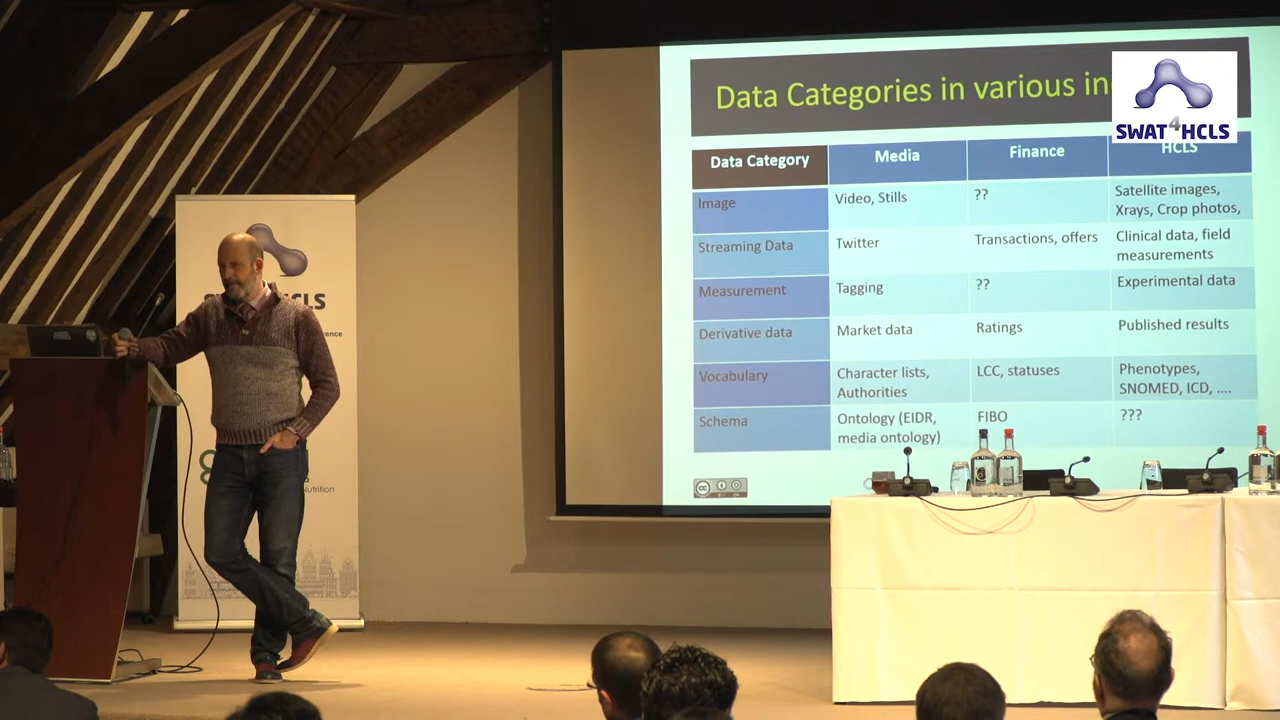 Data Categories in various in
SWAT4HCLS
Data Category Media Finance HCLS
Image Video, Stills ?? Satellite images,
Xrays, Crop photos,
Streaming Data Twitter Transactions, offers Clinical data, field
measurements
Measurement Tagging ?? Experimental data
Derivative data Market data Ratings Published results
Vocabulary Character lists, LCC, statuses Phenotypes,
Authorities SNOMED, ICD, ....
Schema Ontology (EIDR, FIBO ???
media ontology)
cc
CLS